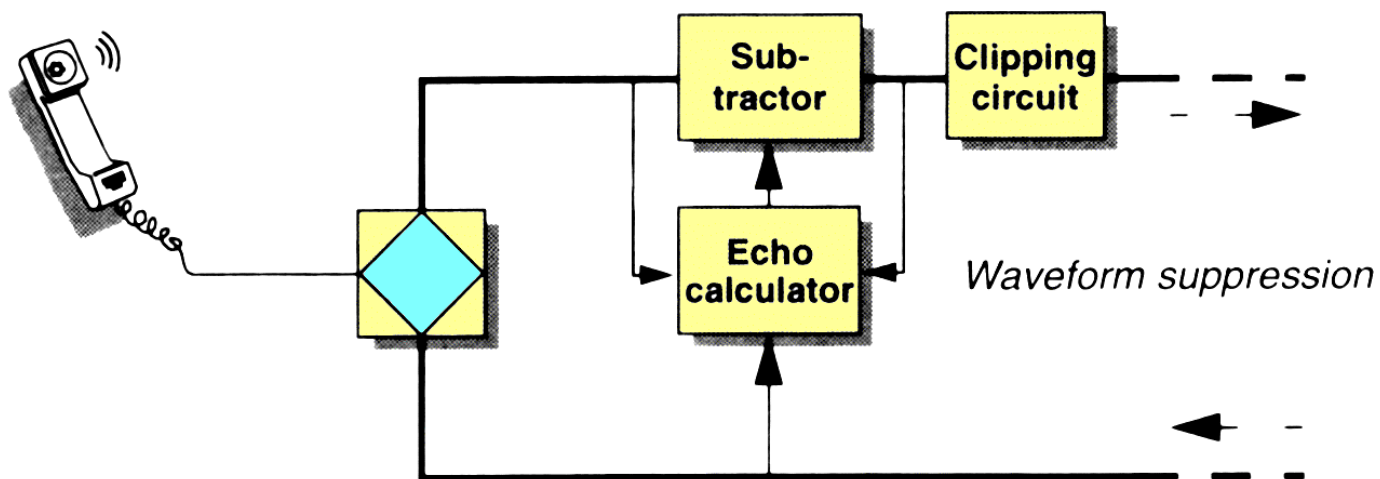 Sub-
tractor
Clipping
circuit
Echo
calculator
Waveform suppression